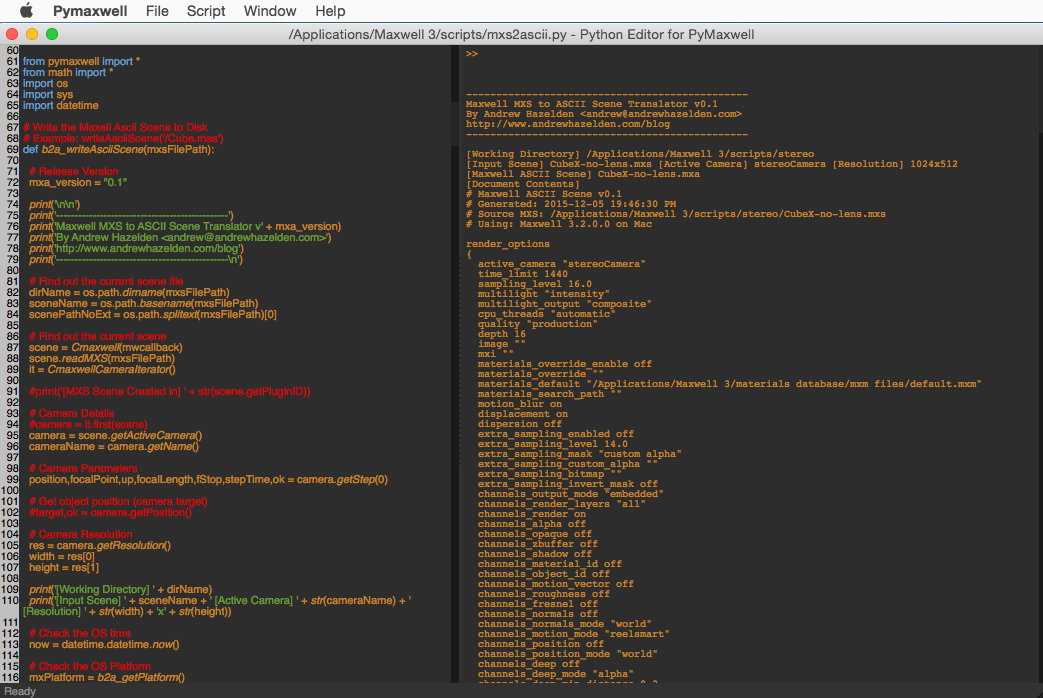 Pymaxwell File Script Window Help
/Applications/Maxwell 3/scripts/mxs2ascii.py - Python Editor for PyMaxwell
60
61 from pymaxwell import *
62 from math import *
63 import os
64 import sys
65 import datetime
66
67 # Write the Maxell Ascii Scene to Disk
68 # Example: writeAsciiScene('/Cube.mas')
69 def b2a_writeAsciiScene(mxsFilePath):
70
71 # Release Version
72 mxa_version = "0.1"
73
74 print('\n\n')
75 print('-----------------------------------------------')
76 print('Maxwell MXS to ASCII Scene Translator v' + mxa_version)
77 print('By Andrew Hazelden <andrew@andrewhazelden.com>')
78 print('http://www.andrewhazelden.com/blog')
79 print('-----------------------------------------------\n')
80
81 # Find out the current scene file
82 dirName = os.path.dirname(mxsFilePath)
83 sceneName = os.path.basename(mxsFilePath)
84 scenePathNoExt = os.path.splitext(mxsFilePath)[0]
85
86 # Find out the current scene
87 scene = Cmaxwell(mwcallback)
88 scene.readMXS(mxsFilePath)
89 it = CmaxwellCameraIterator()
90
91 #print('[MXS Scene Created in] ' + str(scene.getPluginID))
92
93 # Camera Details
94 #camera = it.first(scene)
95 camera = scene.getActiveCamera()
96 cameraName = camera.getName()
97
98 # Camera Parameters
99 position,focalPoint,up,focalLength,fStop,stepTime,ok = camera.getStep(0)
100
101 # Get object position (camera target)
102 #target,ok = camera.getPosition()
103
104 # Camera Resolution
105 res = camera.getResolution()
106 width = res[0]
107 height = res[1]
108
109 print('[Working Directory] ' + dirName)
110 print('[Input Scene] ' + sceneName + ' [Active Camera] ' + str(cameraName) + '
[Resolution] ' + str(width) + 'x' + str(height))
111
112 # Check the OS time
113 now = datetime.datetime.now()
114
115 # Check the OS Platform
116 mxPlatform = b2a_getPlatform()
>>
-----------------------------------------------
Maxwell MXS to ASCII Scene Translator v0.1
By Andrew Hazelden <andrew@andrewhazelden.com>
http://www.andrewhazelden.com/blog
-----------------------------------------------
[Working Directory] /Applications/Maxwell 3/scripts/stereo
[Input Scene] CubeX-no-lens.mxs [Active Camera] stereoCamera [Resolution] 1024x512
[Maxwell ASCII Scene] CubeX-no-lens.mxa
[Document Contents]
# Maxwell ASCII Scene v0.1
# Generated: 2015-12-05 19:46:30 PM
# Source MXS: /Applications/Maxwell 3/scripts/stereo/CubeX-no-lens.mxs
# Using: Maxwell 3.2.0.0 on Mac
render_options
{
active_camera "stereoCamera"
time_limit 1440
sampling_level 16.0
multilight "intensity"
multilight_output "composite"
cpu_threads "automatic"
quality "production"
depth 16
image ""
mxi ""
materials_override_enable off
materials_override ""
materials_default "/Applications/Maxwell 3/materials database/mxm files/default.mxm"
materials_search_path ""
motion_blur on
displacement on
dispersion off
extra_sampling_enabled off
extra_sampling_level 14.0
extra_sampling_mask "custom alpha"
extra_sampling_custom_alpha ""
extra_sampling_bitmap ""
extra_sampling_invert_mask off
channels_output_mode "embedded"
channels_render_layers "all"
channels_render on
channels_alpha off
channels_opaque off
channels_zbuffer off
channels_shadow off
channels_material_id off
channels_object_id off
channels_motion_vector off
channels_roughness off
channels_fresnel off
channels_normals off
channels_normals_mode "world"
channels_motion_mode "reelsmart"
channels_position off
channels_position_mode "world"
channels_deep off
channels_deep_mode "alpha"
Ready